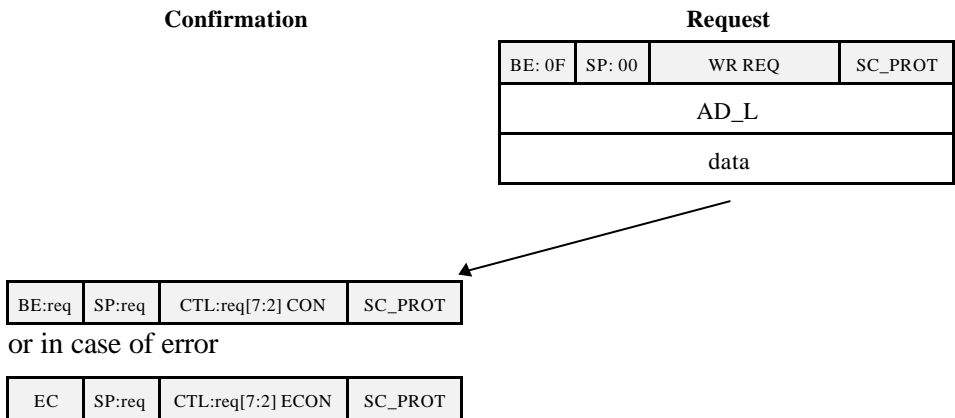 Confirmation Request
BE: 0F SP: 00 WR REQ SC_PROT
AD_L
data
BE:req SP:req CTL:req[7:2] CON SC_PROT
or in case of error
EC SP:req CTL:req[7:2] ECON SC_PROT